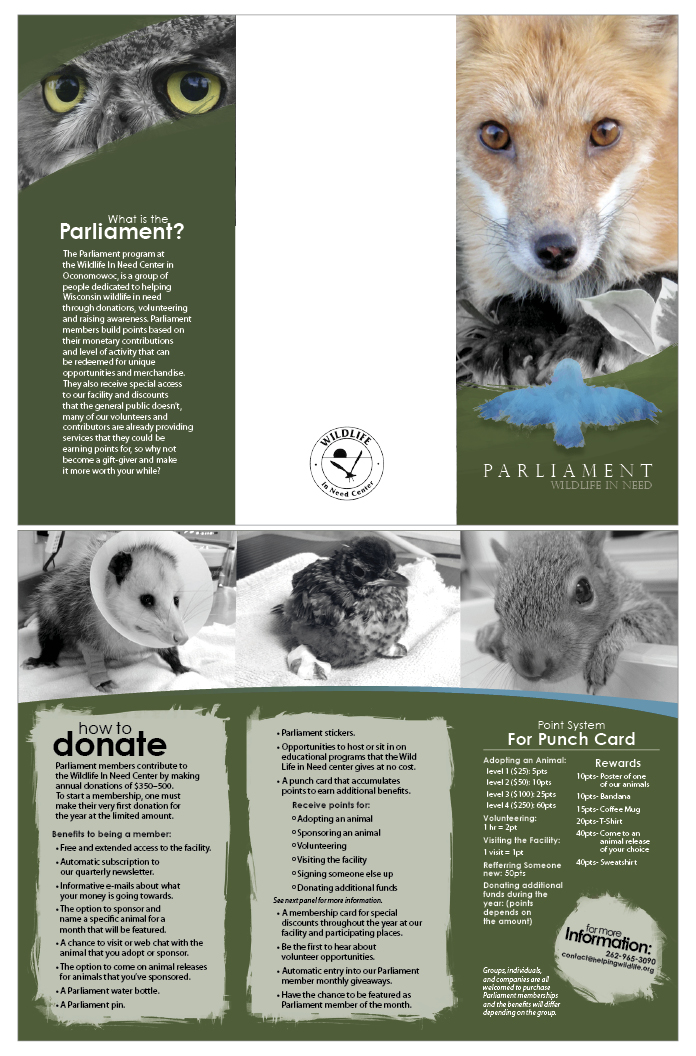 What is the
Parliament?
The Parliament program at
the Wildlife In Need Center in
Oconomowoc, is a group of
people dedicated to helping
Wisconsin wildlife in need
through donations, volunteering
and raising awareness. Parliament
members build points based on
their monetary contributions
and level of activity that can
be redeemed for unique
opportunities and merchandise.
They also receive special access
to our facility and discounts
that the general public doesn't,
many of our volunteers and
contributors are already providing
services that they could be
earning points for, so why not
become a gift-giver and make
it more worth your while?
WILDLIFE
In Need Center
PARLIAMENT
WILDLIFE IN NEED
how to
donate
Parliament members contribute to
the Wildlife In Need Center by making
annual donations of $350–500.
To start a membership, one must
make their very first donation for
the year at the limited amount.
Benefits to being a member:
• Free and extended access to the facility.
• Automatic subscription to
our quarterly newsletter.
• Informative e-mails about what
your money is going towards.
• The option to sponsor and
name a specific animal for a
month that will be featured.
• A chance to visit or web chat with the
animal that you adopt or sponsor.
• The option to come on animal releases
for animals that you've sponsored.
• A Parliament water bottle.
• A Parliament pin.
• Parliament stickers.
• Opportunities to host or sit in on
educational programs that the Wild
Life in Need center gives at no cost.
• A punch card that accumulates
points to earn additional benefits.
Receive points for:
° Adopting an animal
° Sponsoring an animal
° Volunteering
° Visiting the facility
° Signing someone else up
° Donating additional funds
See next panel for more information.
• A membership card for special
discounts throughout the year at our
facility and participating places.
• Be the first to hear about
volunteer opportunities.
• Automatic entry into our Parliament
member monthly giveaways.
• Have the chance to be featured as
Parliament member of the month.
Point System
For Punch Card
Adopting an Animal:
level 1 ($25): 5pts
level 2 ($50): 10pts
level 3 ($100): 25pts
level 4 ($250): 60pts
Volunteering:
1 hr = 2pt
Visiting the Facility:
1 visit = 1pt
Refferring Someone
new: 50pts
Donating additional
funds during the
year: (points
depends on
the amount)
Rewards
10pts- Poster of one
of our animals
10pts- Bandana
15pts- Coffee Mug
20pts- T-Shirt
40pts- Come to an
animal release
of your choice
40pts- Sweatshirt
for more
Information:
262-965-3090
contact@helpingwildlife.org
Groups, individuals,
and companies are all
welcomed to purchase
Parliament memberships
and the benefits will differ
depending on the group.